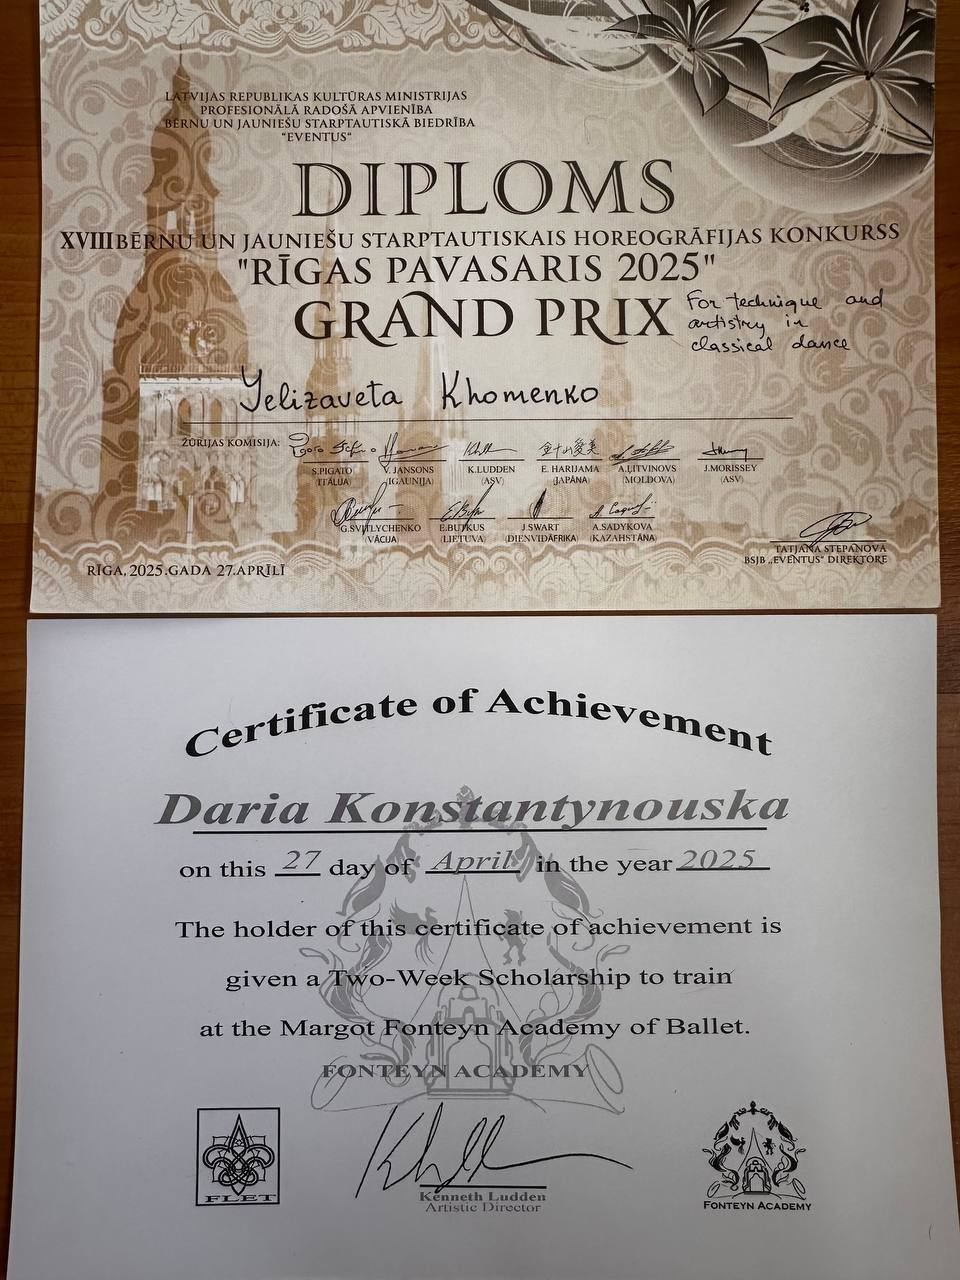 LATVIJAS REPUBLIKAS KULTŪRAS MINISTRIJAS
PROFESIONĀLĀ RADOŠĀ APVIENĪBA
BĒRNU UN JAUNIEŠU STARPTAUTISKĀ BIEDRĪBA
"EVENTUS"
DIPLOMS
XVIII BĒRNU UN JAUNIEŠU STARPTAUTISKAIS HOREOGRĀFIJAS KONKURSS
"RĪGAS PAVASARIS 2025"
GRAND PRIX
For technique and
artistry in
classical dance
Yelizaveta Khomenko
ŽŪRIJAS KOMISIJA:
S.PIGATO V. JANSONS K.LUDDEN E. HARIJAMA A.LITVINOVS J.MORISSEY
(ITĀLIJA) (IGAUNIJA) (ASV) (JAPĀNA) (MOLDOVA) (ASV)
G.SVITLYCHENKO E.BUTKUS J.SWART A.SADYKOVA
(VĀCIJA) (LIETUVA) (DIENVIDĀFRIKA) (KAZAHSTĀNA)
TATJANA STEPANOVA
BSJB „EVENTUS" DIREKTORE
RĪGA, 2025.GADA 27.APRĪLĪ
Certificate of Achievement
Daria Konstantynouska
on this 27 day of April in the year 2025
The holder of this certificate of achievement is
given a Two-Week Scholarship to train
at the Margot Fonteyn Academy of Ballet.
FONTEYN ACADEMY
FLET
Kenneth Ludden
Artistic Director
FONTEYN ACADEMY